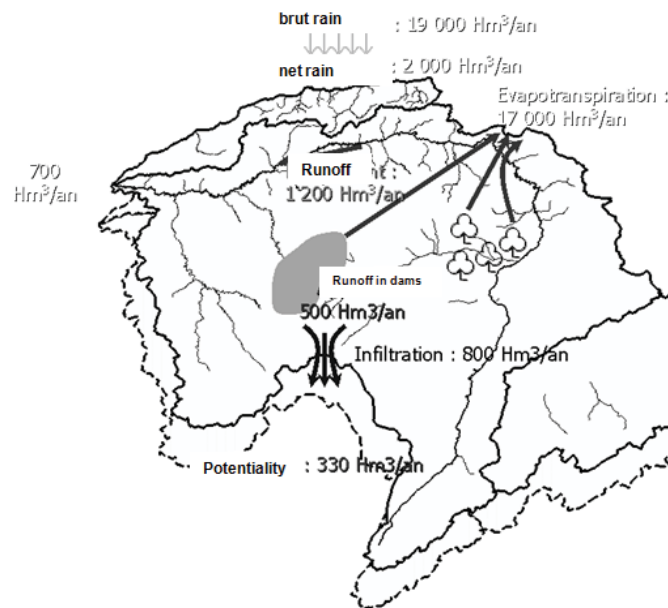 brut rain : 19 000 Hm³/an
net rain : 2 000 Hm³/an
Evapotranspiration :
17 000 Hm³/an
700
Hm³/an
Runoff nt :
1 200 Hm³/an
Runoff in dams
500 Hm3/an
Infiltration : 800 Hm3/an
Potentiality : 330 Hm3/an